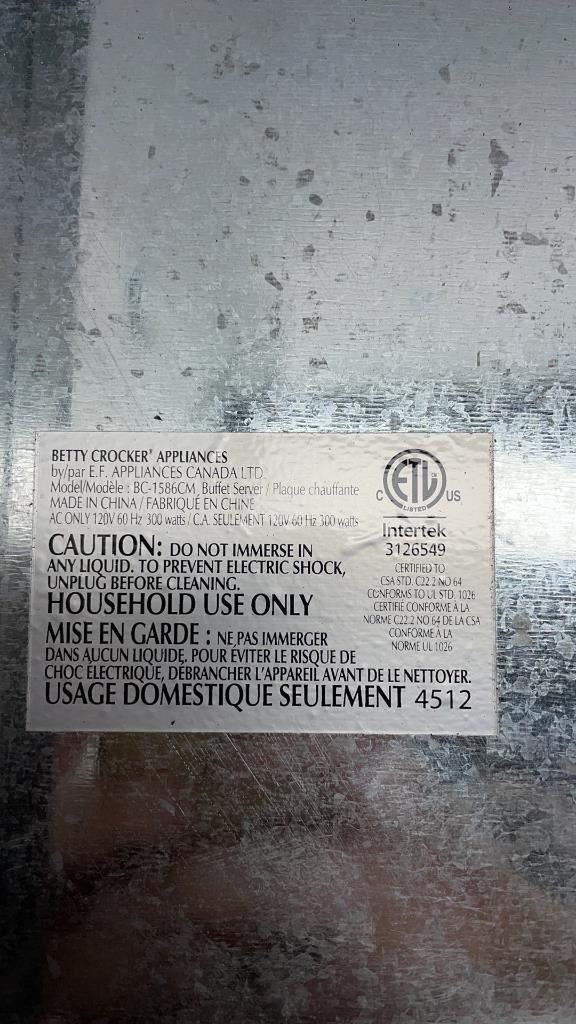 BETTY CROCKER® APPLIANCES
by/par E.F. APPLIANCES CANADA LTD.
Model/Modèle : BC-1586CM, Buffet Server / Plaque chauffante
MADE IN CHINA / FABRIQUÉ EN CHINE
AC ONLY 120V 60 Hz 300 watts / C.A. SEULEMENT 120V 60 Hz 300 watts
CAUTION: DO NOT IMMERSE IN
ANY LIQUID. TO PREVENT ELECTRIC SHOCK,
UNPLUG BEFORE CLEANING.
HOUSEHOLD USE ONLY
MISE EN GARDE : NE PAS IMMERGER
DANS AUCUN LIQUIDE. POUR ÉVITER LE RISQUE DE
CHOC ÉLECTRIQUE, DÉBRANCHER L'APPAREIL AVANT DE LE NETTOYER.
USAGE DOMESTIQUE SEULEMENT 4512
C ETL US
LISTED
Intertek
3126549
CERTIFIED TO
CSA STD. C22.2 NO 64
CONFORMS TO UL STD. 1026
CERTIFIÉ CONFORME À LA
NORME C22.2 NO 64 DE LA CSA
CONFORME À LA
NORME UL 1026